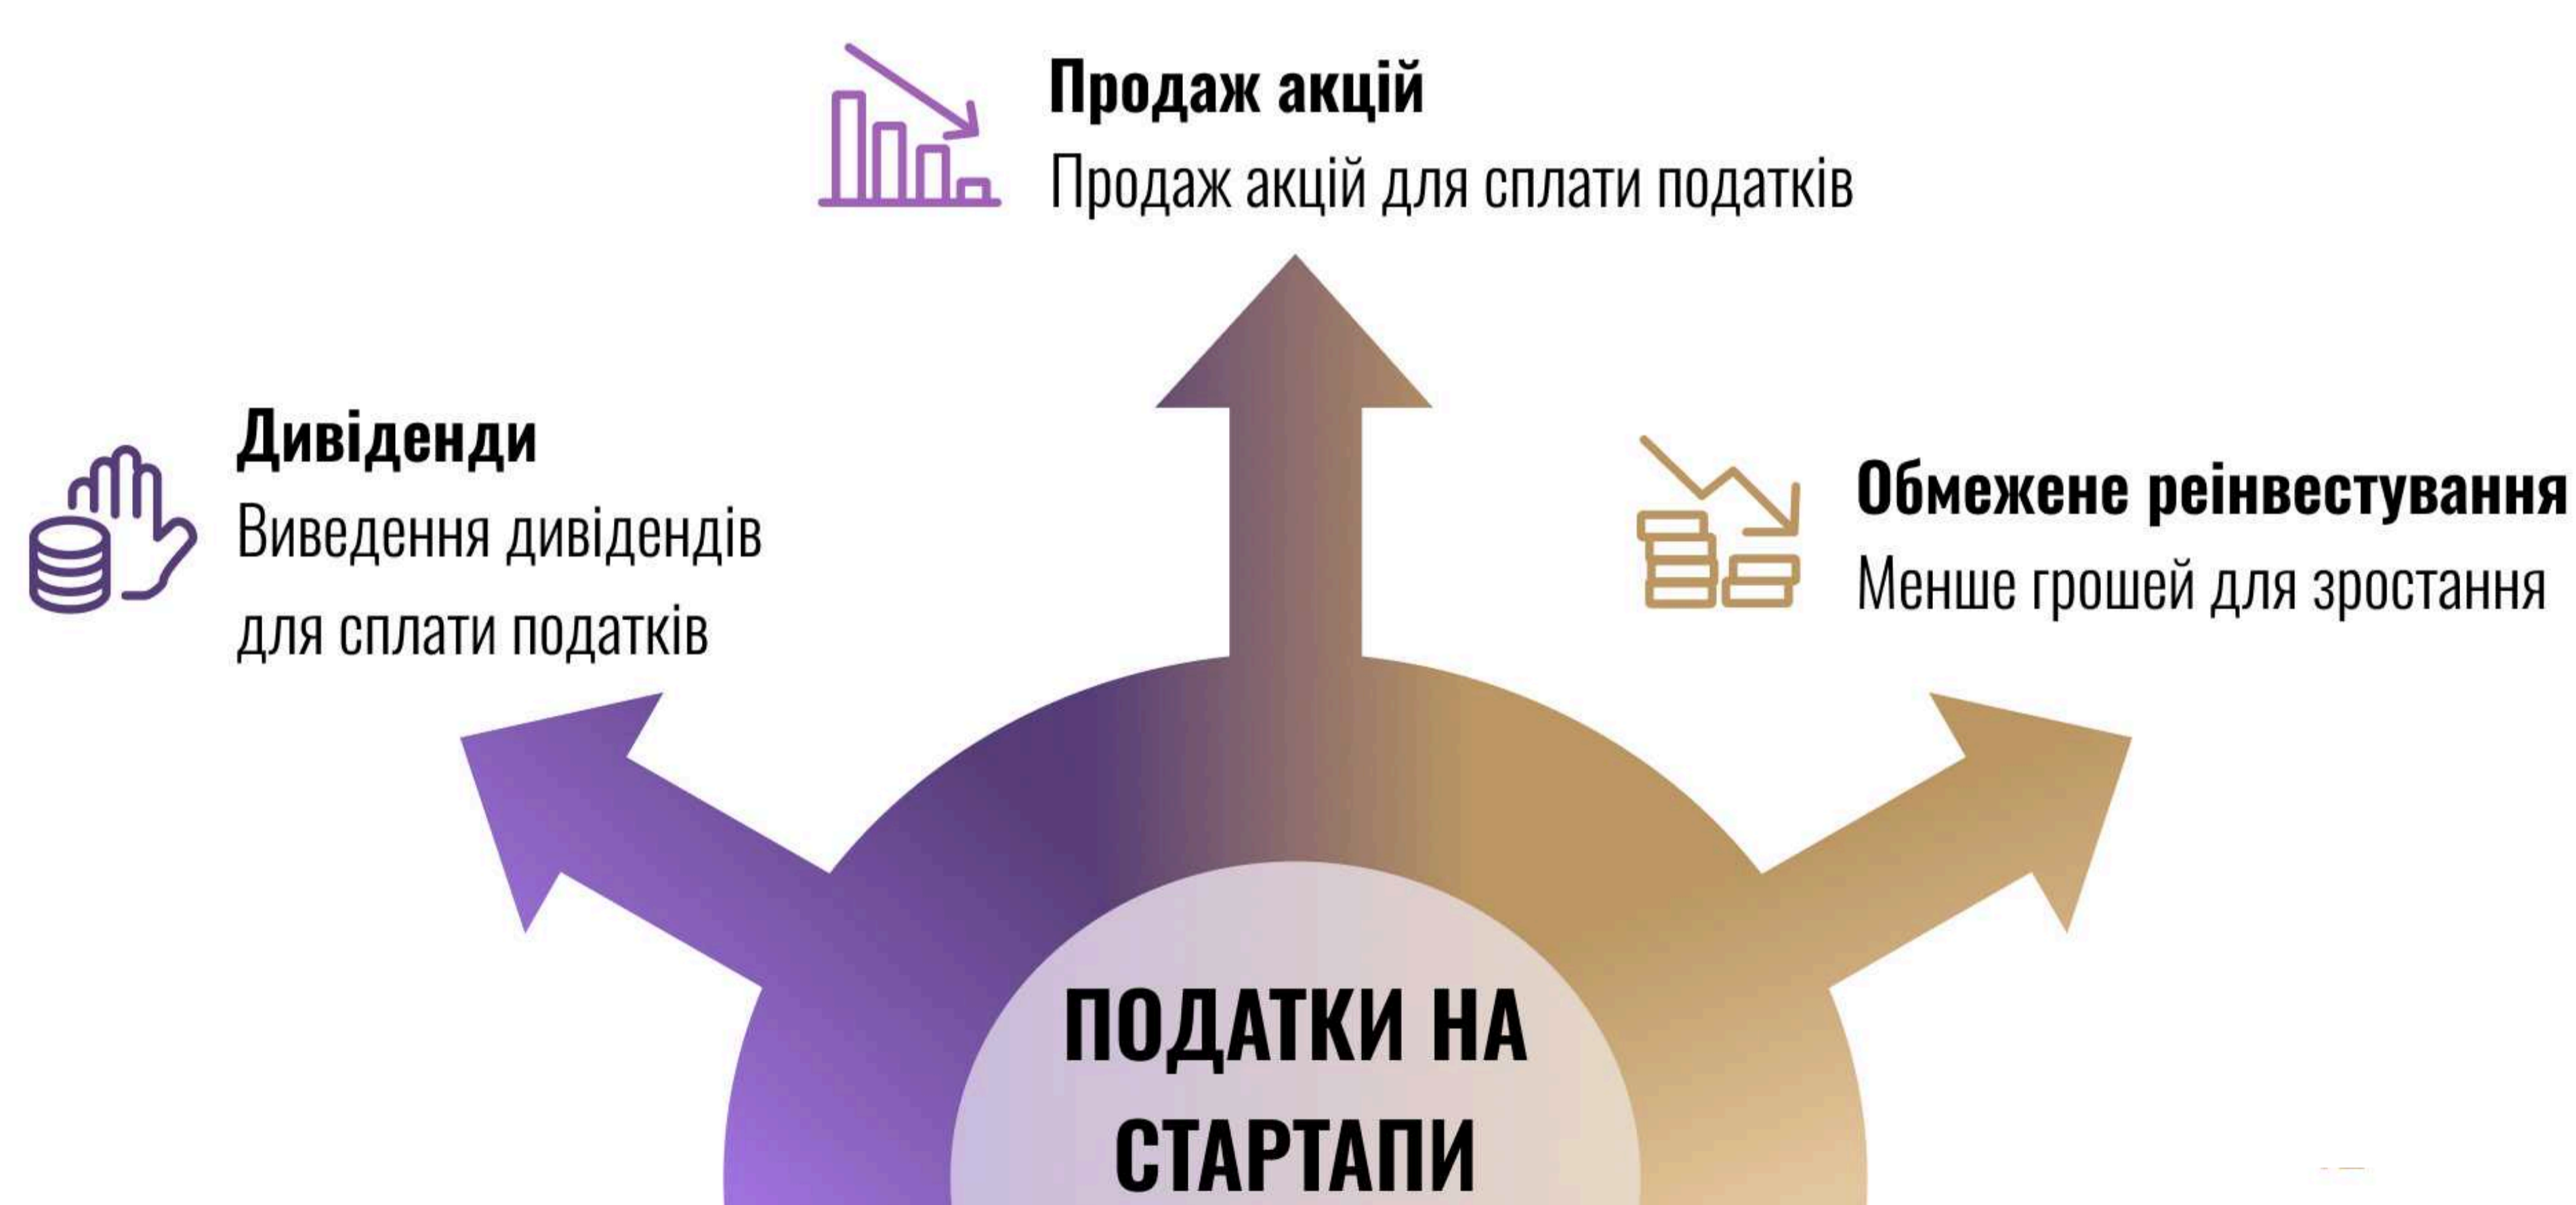 Продаж акцій
Продаж акцій для сплати податків
Дивіденди
Виведення дивідендів
для сплати податків
Обмежене реінвестування
Менше грошей для зростання
ПОДАТКИ НА
СТАРТАПИ